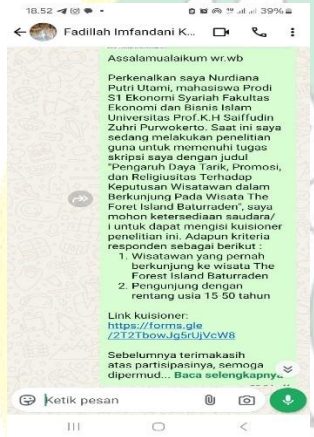 18.52
39%
Fadillah Imfandani K...
Assalamualaikum wr.wb
Perkenalkan saya Nurdiana
Putri Utami, mahasiswa Prodi
S1 Ekonomi Syariah Fakultas
Ekonomi dan Bisnis Islam
Universitas Prof.K.H Saiffudin
Zuhri Purwokerto. Saat ini saya
sedang melakukan penelitian
guna untuk memenuhi tugas
skripsi saya dengan judul
"Pengaruh Daya Tarik, Promosi,
dan Religiusitas Terhadap
Keputusan Wisatawan dalam
Berkunjung Pada Wisata The
Foret Island Baturraden", saya
mohon ketersediaan saudara/
i untuk dapat mengisi kuisioner
penelitian ini. Adapun kriteria
responden sebagai berikut :
1. Wisatawan yang pernah
berkunjung ke wisata The
Forest Island Baturraden
2. Pengunjung dengan
rentang usia 15-50 tahun
Link kuisioner:
https://forms.gle
/2T2TbowJg5rUjVcW8
Sebelumnya terimakasih
atas partisipasinya, semoga
dipermud... Baca selengkapnya
Ketik pesan